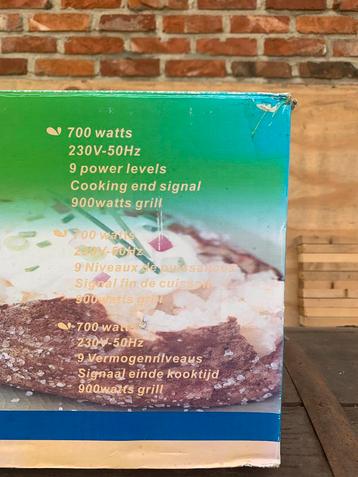 700 watts
230V-50Hz
9 power levels
Cooking end signal
900watts grill
700 watts
230V-50Hz
9 Niveaux de puissances
Signal fin de cuisson
900watts grill
700 watts
230V-50Hz
9 Vermogenniveaus
Signaal einde kooktijd
900watts grill